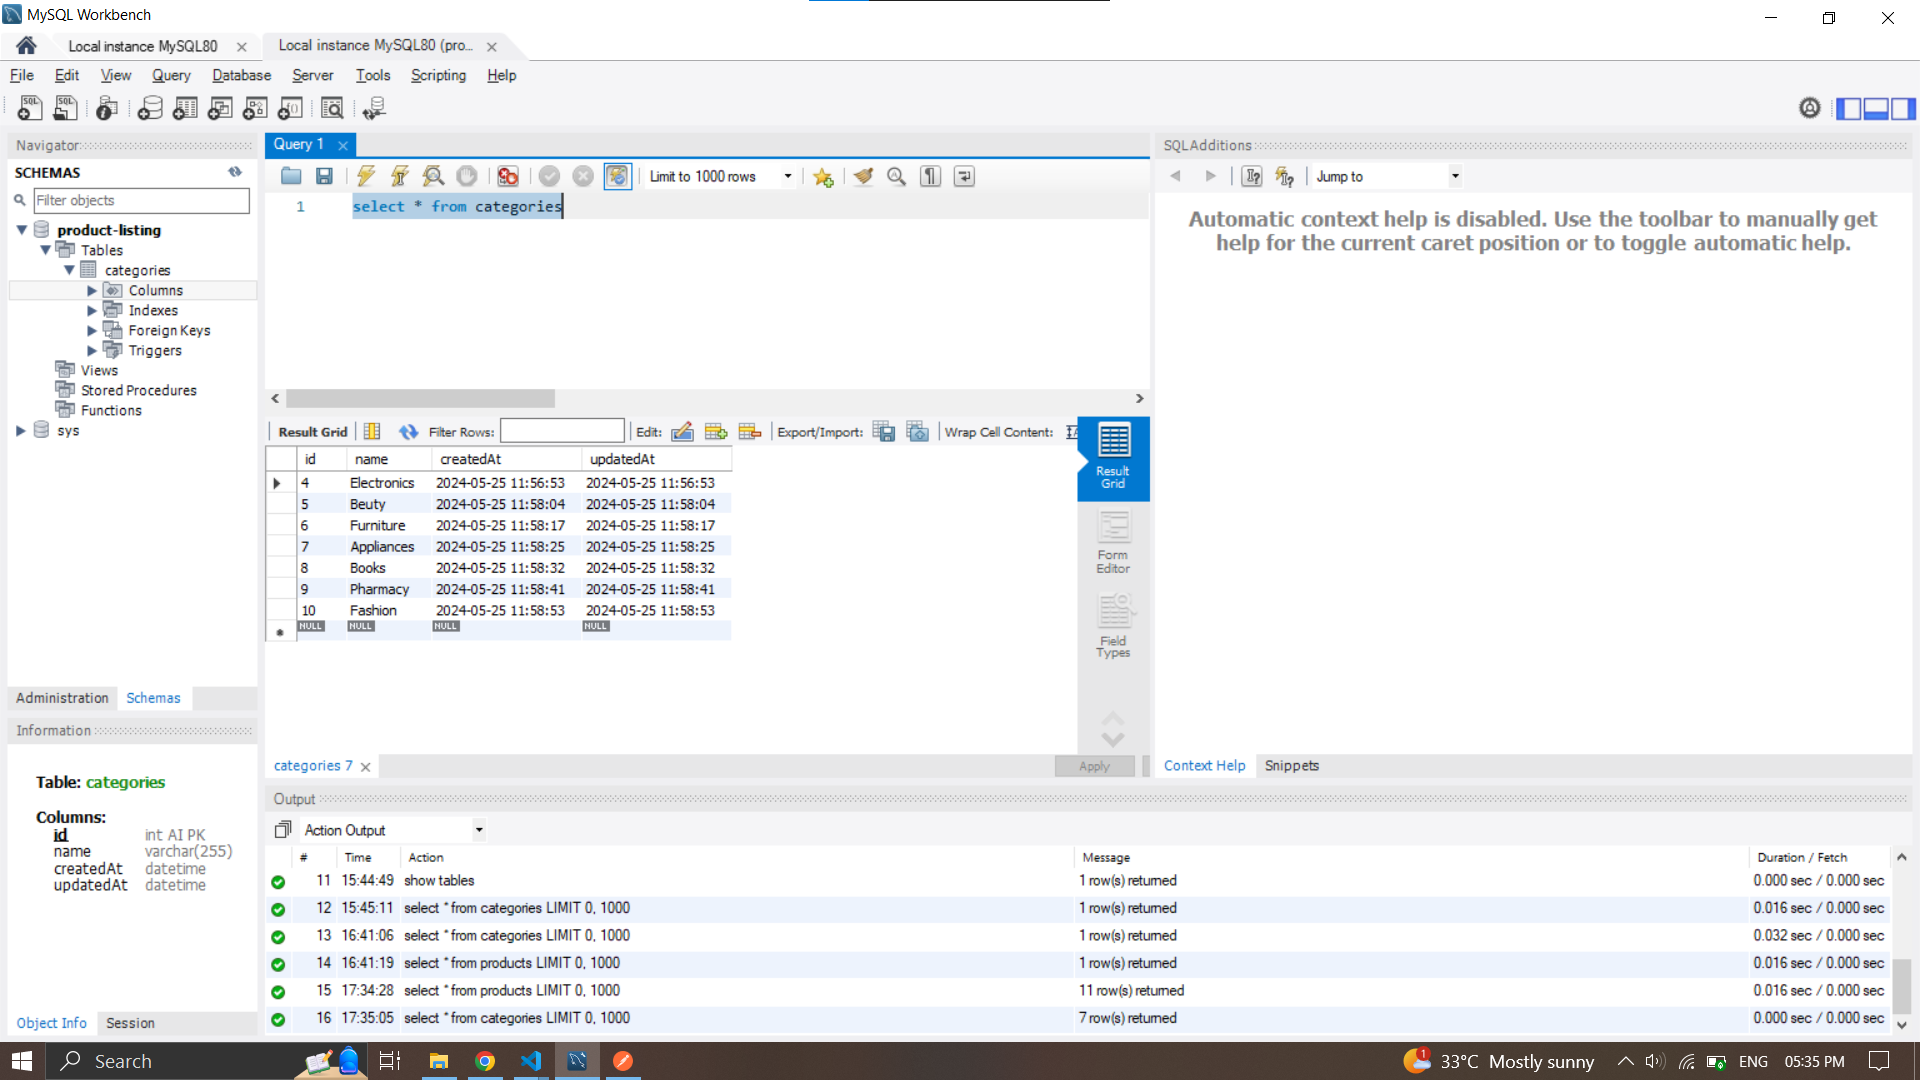 MySQL Workbench
Local instance MySQL80
Local instance MySQL80 (pro...
File Edit View Query Database Server Tools Scripting Help
Navigator
SCHEMAS
Filter objects
product-listing
Tables
categories
Columns
Indexes
Foreign Keys
Triggers
Views
Stored Procedures
Functions
sys
Administration Schemas
Information
Table: categories
Columns:
id int AI PK
name varchar(255)
createdAt datetime
updatedAt datetime
Object Info Session
Query 1
Limit to 1000 rows
1 select * from categories
Result Grid Filter Rows: Edit: Export/Import: Wrap Cell Content:
id name createdAt updatedAt
4 Electronics 2024-05-25 11:56:53 2024-05-25 11:56:53
5 Beuty 2024-05-25 11:58:04 2024-05-25 11:58:04
6 Furniture 2024-05-25 11:58:17 2024-05-25 11:58:17
7 Appliances 2024-05-25 11:58:25 2024-05-25 11:58:25
8 Books 2024-05-25 11:58:32 2024-05-25 11:58:32
9 Pharmacy 2024-05-25 11:58:41 2024-05-25 11:58:41
10 Fashion 2024-05-25 11:58:53 2024-05-25 11:58:53
NULL NULL NULL NULL
Result
Grid
Form
Editor
Field
Types
categories 7
Apply
SQLAdditions
Jump to
Automatic context help is disabled. Use the toolbar to manually get
help for the current caret position or to toggle automatic help.
Context Help Snippets
Output
Action Output
# Time Action Message Duration / Fetch
11 15:44:49 show tables 1 row(s) returned 0.000 sec / 0.000 sec
12 15:45:11 select * from categories LIMIT 0, 1000 1 row(s) returned 0.016 sec / 0.000 sec
13 16:41:06 select * from categories LIMIT 0, 1000 1 row(s) returned 0.032 sec / 0.000 sec
14 16:41:19 select * from products LIMIT 0, 1000 1 row(s) returned 0.016 sec / 0.000 sec
15 17:34:28 select * from products LIMIT 0, 1000 11 row(s) returned 0.016 sec / 0.000 sec
16 17:35:05 select * from categories LIMIT 0, 1000 7 row(s) returned 0.000 sec / 0.000 sec
Search
1 33°C Mostly sunny ENG 05:35 PM